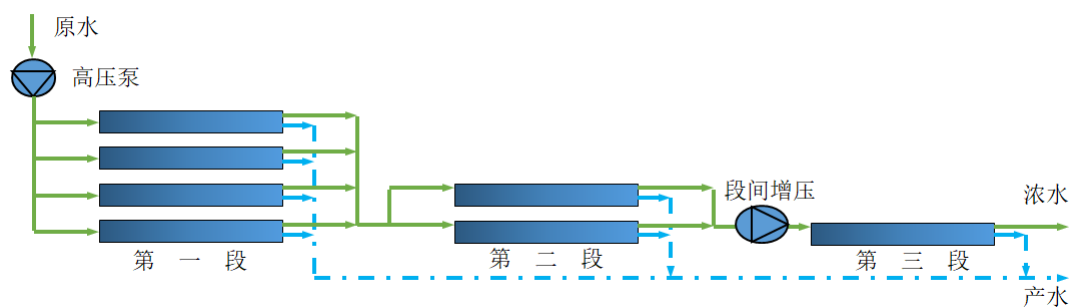 原水
高压泵
段间增压
浓水
第 一 段
第 二 段
第 三 段
产水